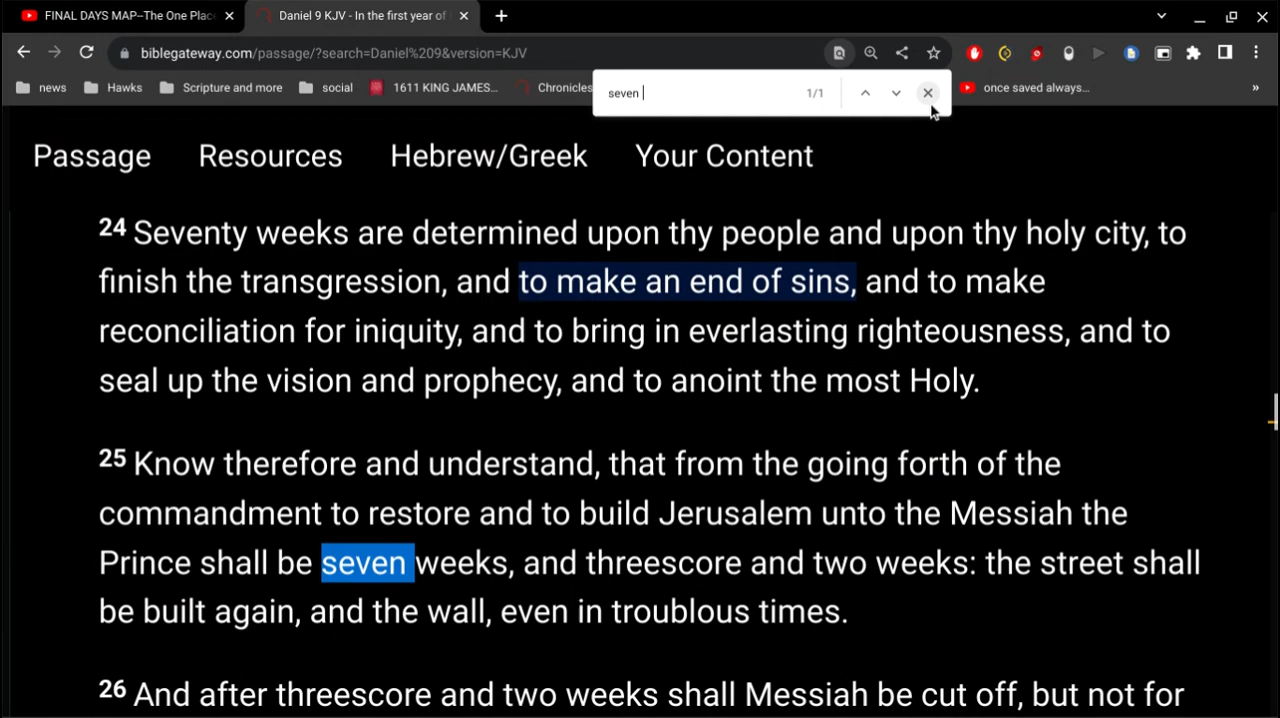 FINAL DAYS MAP--The One Plac
Daniel 9 KJV - In the first year of
biblegateway.com/passage/?search=Daniel%209&version=KJV
news Hawks Scripture and more social 1611 KING JAMES... Chronicles once saved always... »
seven 1/1
Passage Resources Hebrew/Greek Your Content
24 Seventy weeks are determined upon thy people and upon thy holy city, to
finish the transgression, and to make an end of sins, and to make
reconciliation for iniquity, and to bring in everlasting righteousness, and to
seal up the vision and prophecy, and to anoint the most Holy.
25 Know therefore and understand, that from the going forth of the
commandment to restore and to build Jerusalem unto the Messiah the
Prince shall be seven weeks, and threescore and two weeks: the street shall
be built again, and the wall, even in troublous times.
26 And after threescore and two weeks shall Messiah be cut off, but not for